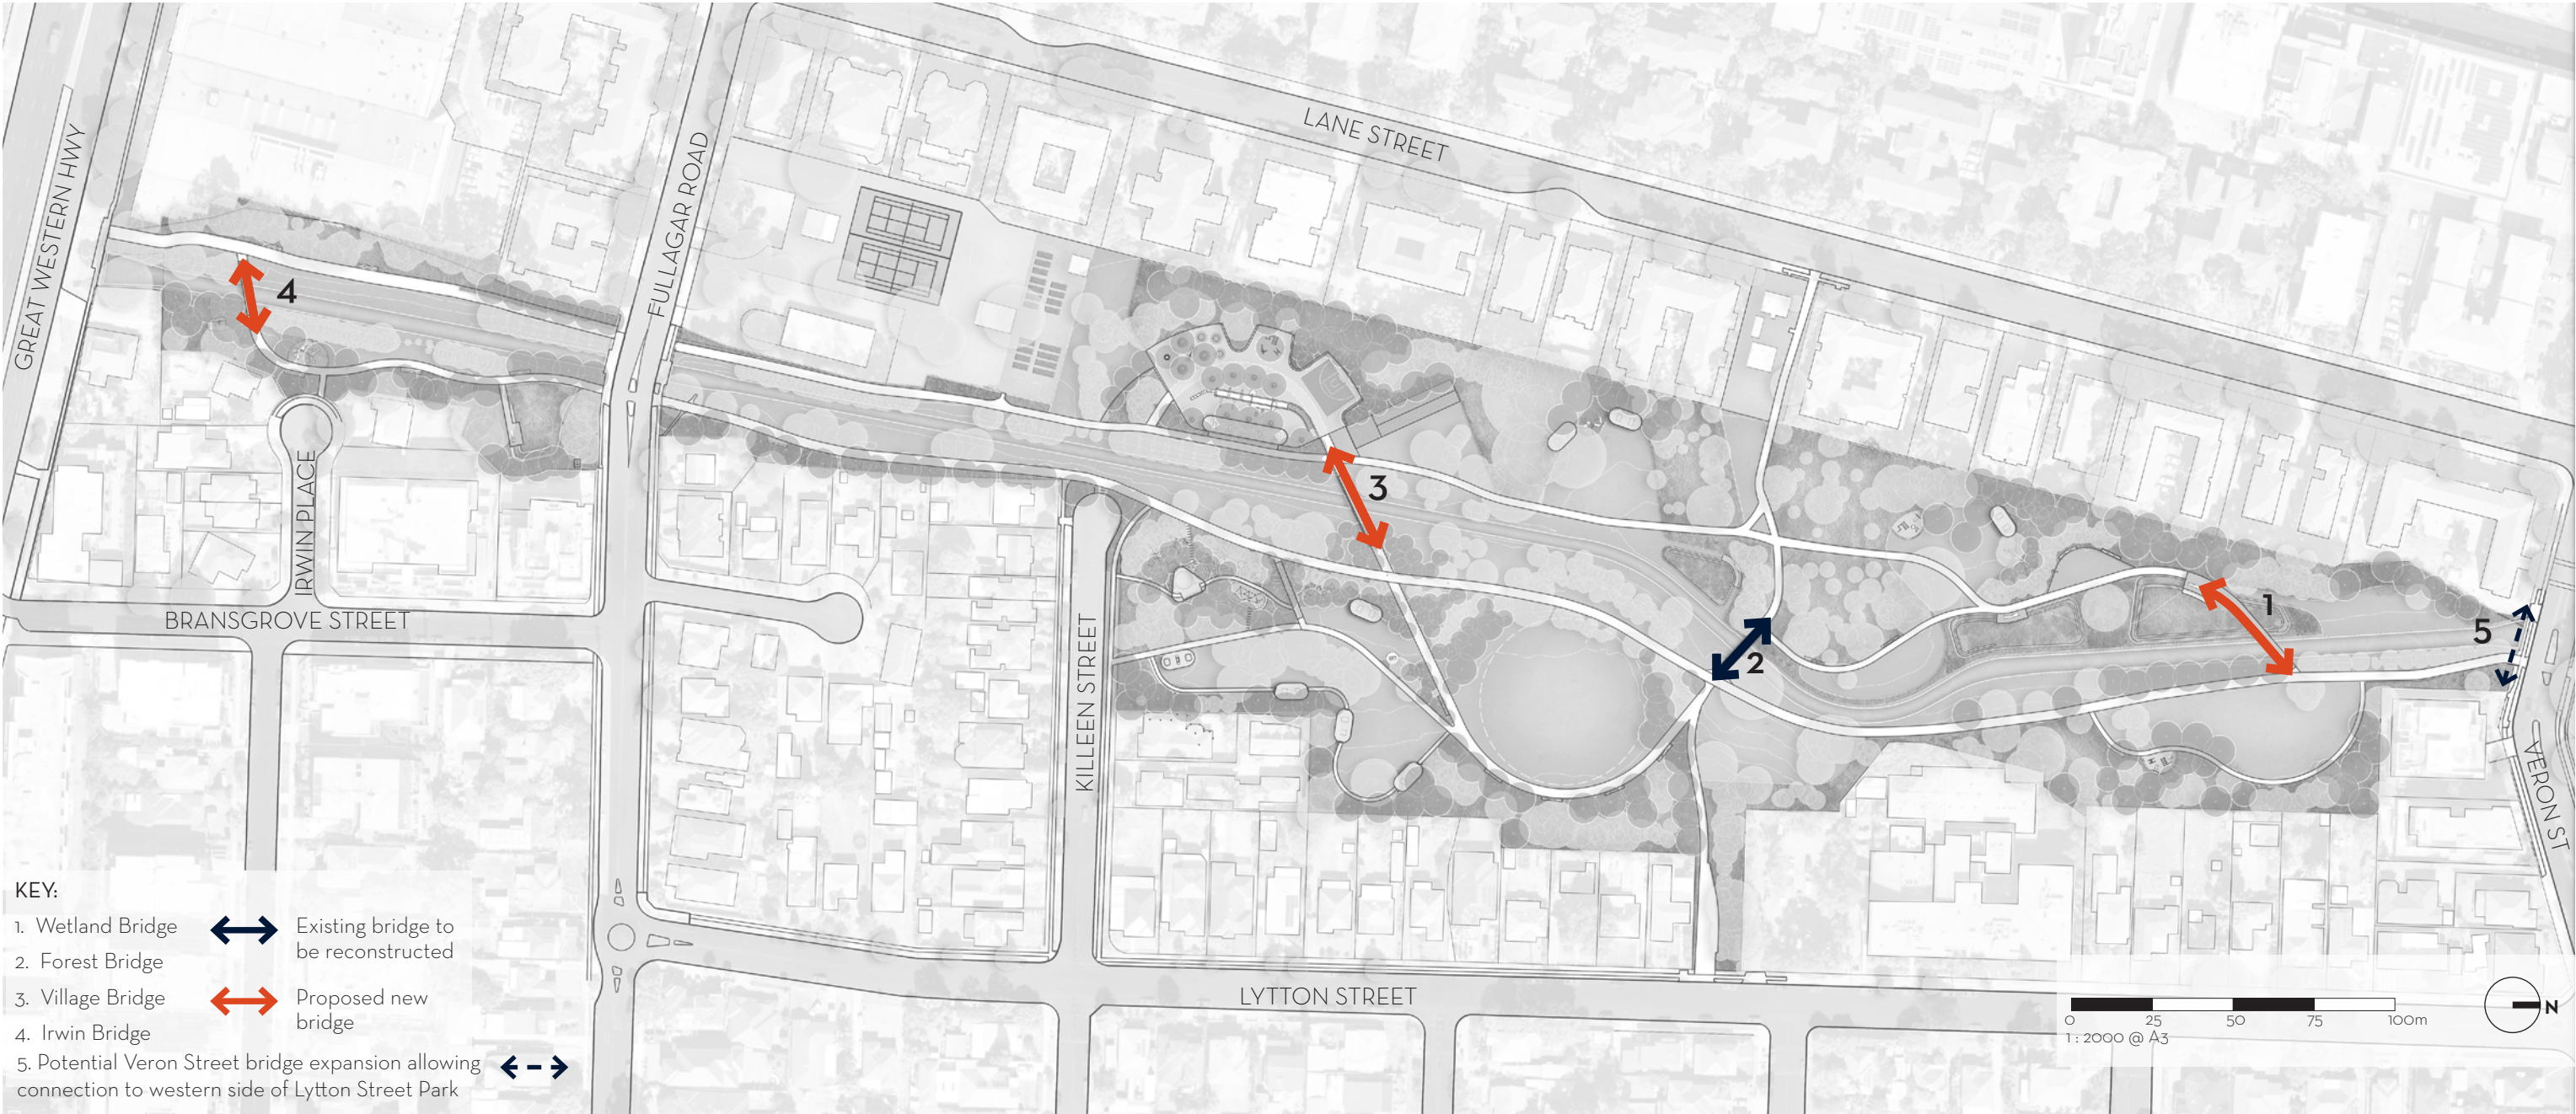 LANE STREET
GREAT WESTERN HWY
FULLAGAR ROAD
4
3
IRWIN PLACE
1
BRANSGROVE STREET
5
2
KILLEEN STREET
VERON ST
KEY:
1. Wetland Bridge
Existing bridge to
be reconstructed
2. Forest Bridge
3. Village Bridge
Proposed new
bridge
4. Irwin Bridge
5. Potential Veron Street bridge expansion allowing
connection to western side of Lytton Street Park
LYTTON STREET
0 25 50 75 100m
1 : 2000 @ A3
N